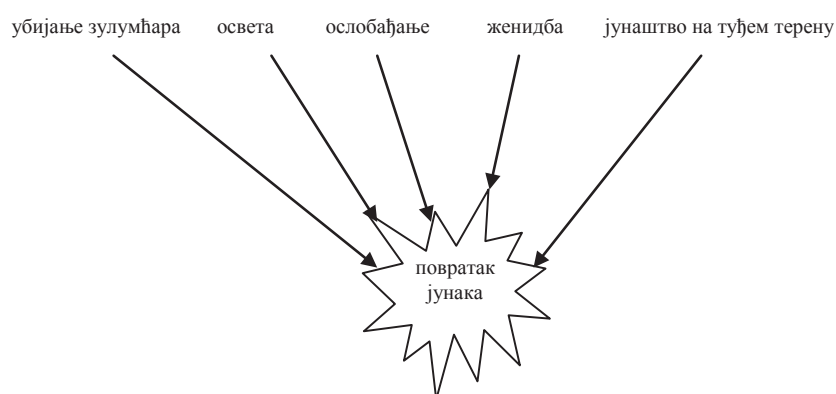 убијање зулумћара освета ослобађање женидба јунаштво на туђем терену
повратак
јунака